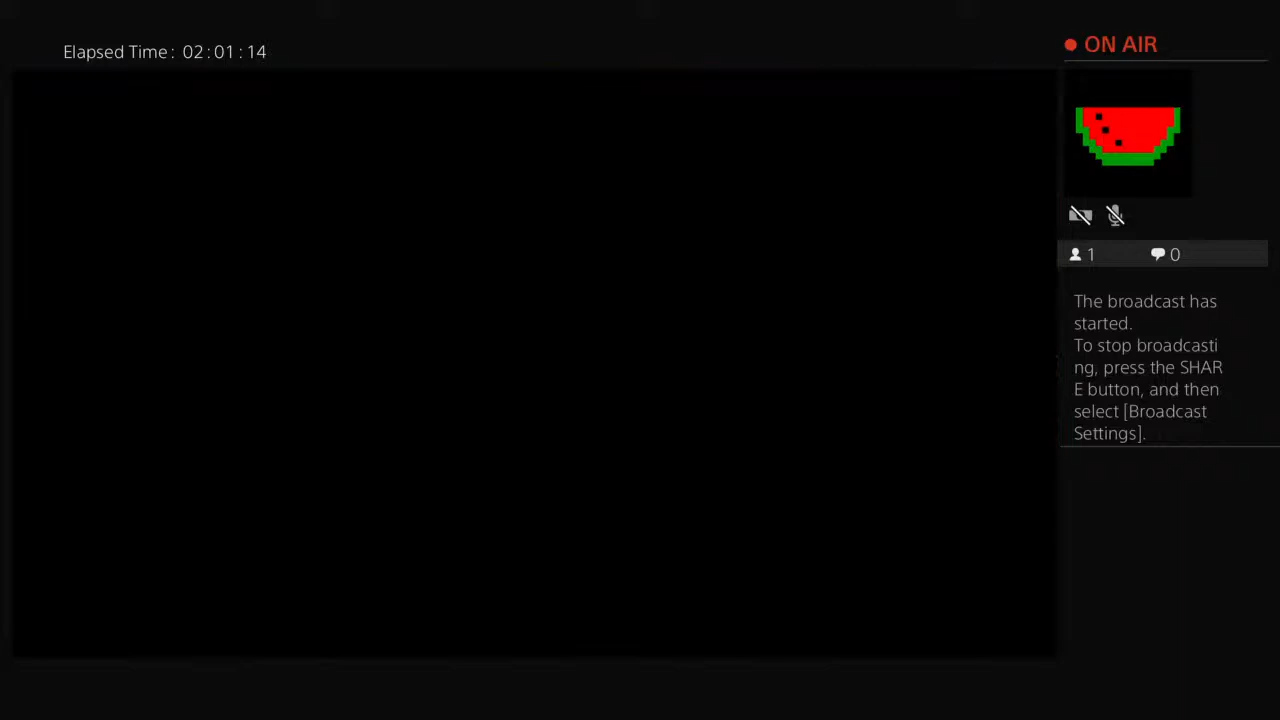 Elapsed Time: 02:01:14
ON AIR
1 0
The broadcast has
started.
To stop broadcasti
ng, press the SHAR
E button, and then
select [Broadcast
Settings].